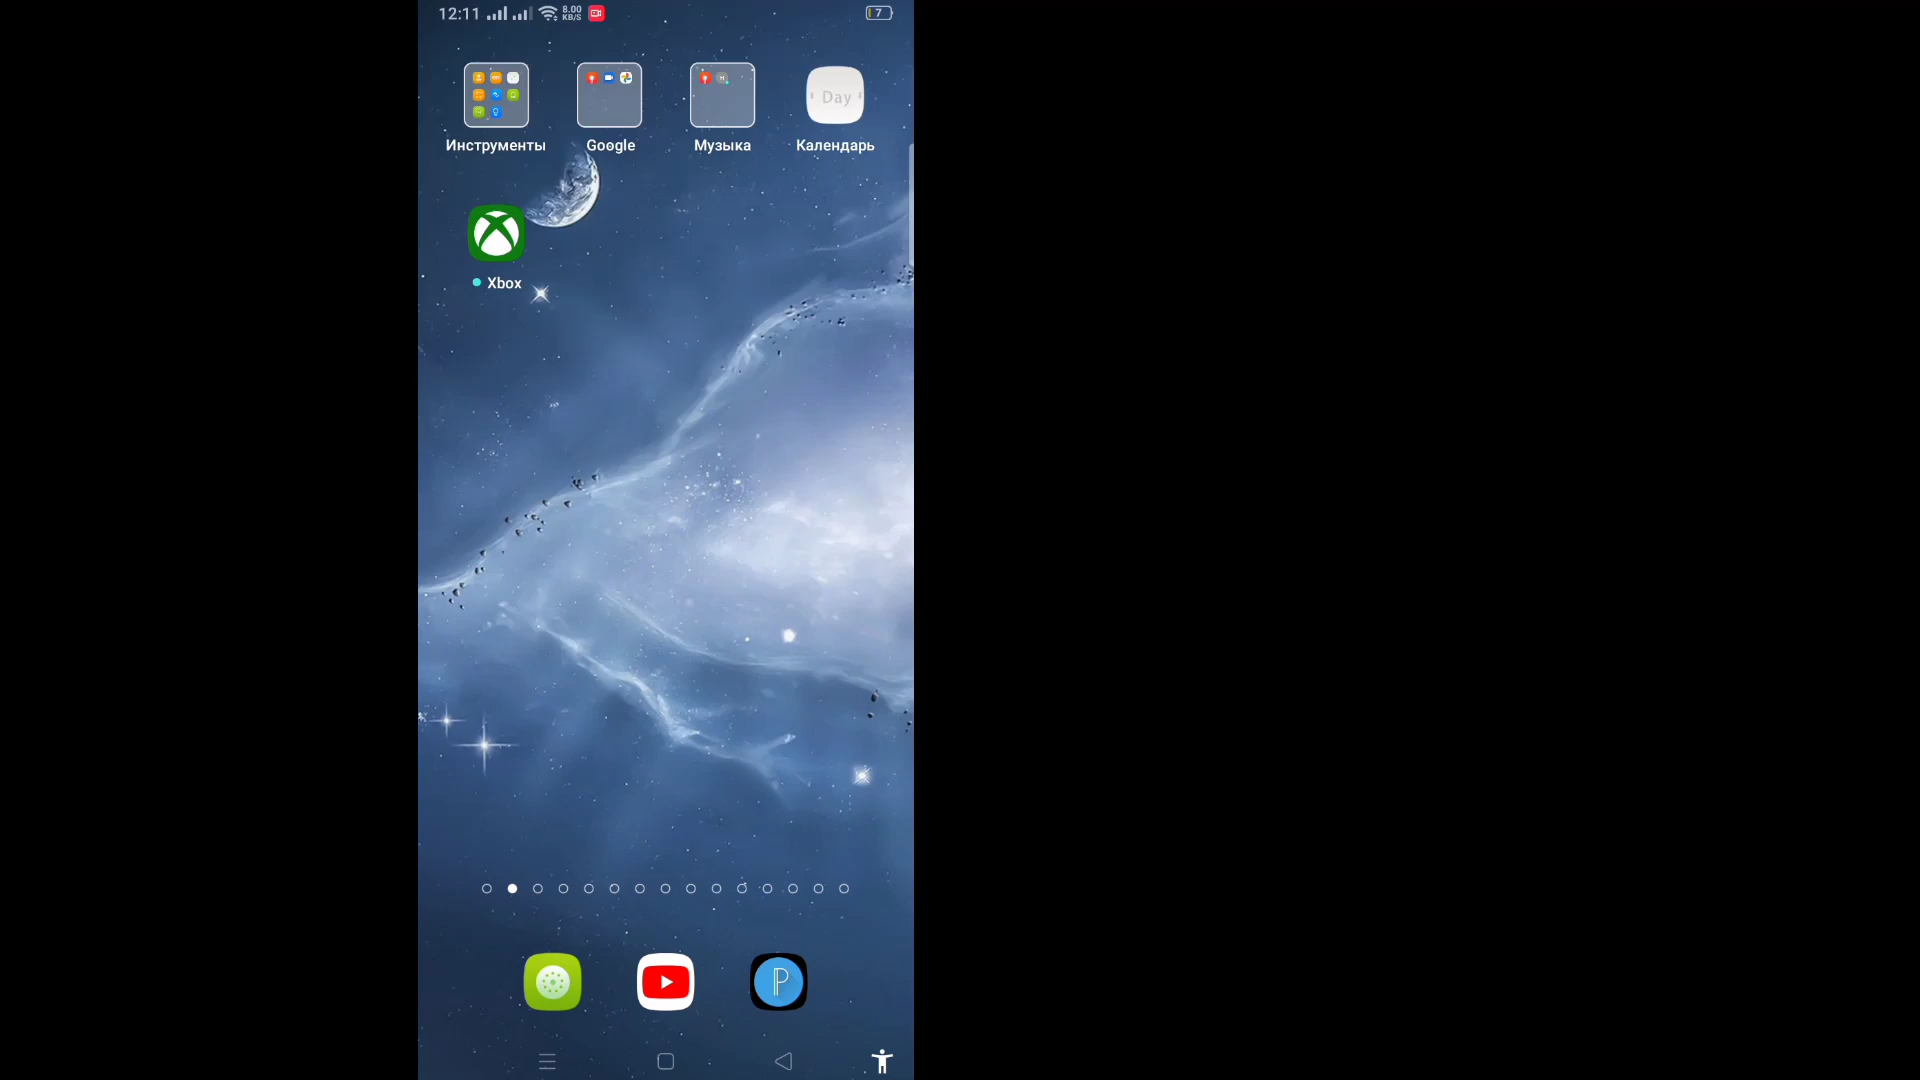 12:11 8.00 KB/S 7
Day
Инструменты Google Музыка Календарь
Xbox